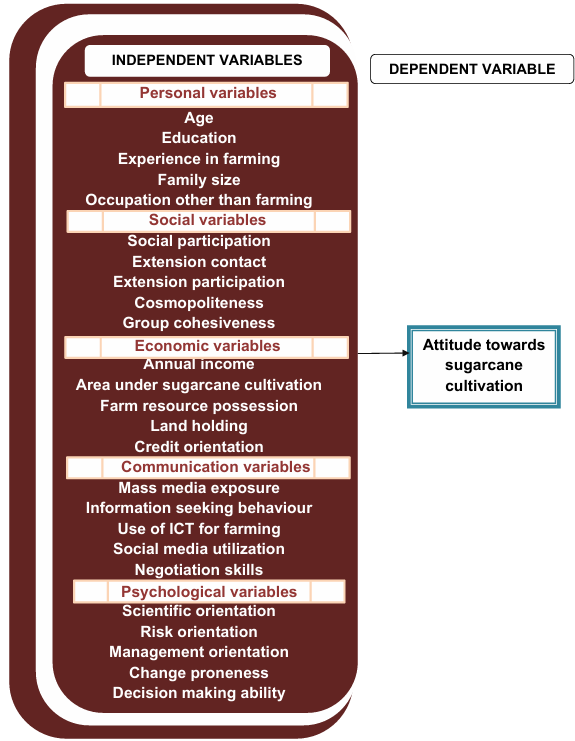 INDEPENDENT VARIABLES
DEPENDENT VARIABLE
Personal variables
Age
Education
Experience in farming
Family size
Occupation other than farming
Social variables
Social participation
Extension contact
Extension participation
Cosmopoliteness
Group cohesiveness
Economic variables
Annual income
Area under sugarcane cultivation
Farm resource possession
Land holding
Credit orientation
Communication variables
Mass media exposure
Information seeking behaviour
Use of ICT for farming
Social media utilization
Negotiation skills
Psychological variables
Scientific orientation
Risk orientation
Management orientation
Change proneness
Decision making ability
Attitude towards
sugarcane
cultivation